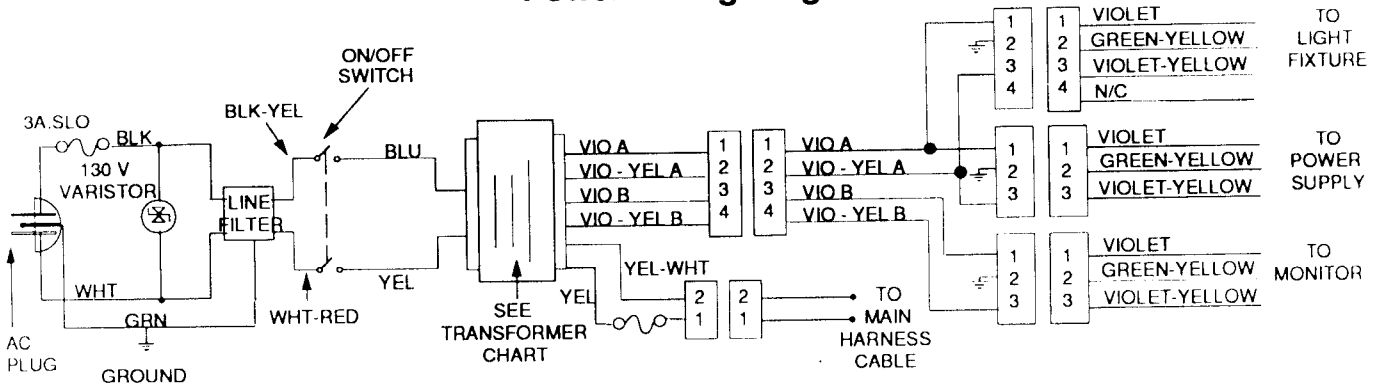 VIOLET
GREEN-YELLOW
VIOLET-YELLOW
N/C
1
2
3
4
1
2
3
4
TO
LIGHT
FIXTURE
ON/OFF
SWITCH
BLK-YEL
3A.SLO
BLK
130 V
VARISTOR
LINE
FILTER
BLU
VIO A
VIO - YEL A
VIO B
VIO - YEL B
1
2
3
4
1
2
3
4
VIO A
VIO - YEL A
VIO B
VIO - YEL B
1
2
3
1
2
3
VIOLET
GREEN-YELLOW
VIOLET-YELLOW
TO
POWER
SUPPLY
1
2
3
1
2
3
VIOLET
GREEN-YELLOW
VIOLET-YELLOW
TO
MONITOR
WHT
GRN
WHT-RED
YEL
YEL-WHT
YEL
SEE
TRANSFORMER
CHART
2
1
2
1
TO
MAIN
HARNESS
CABLE
AC
PLUG
GROUND